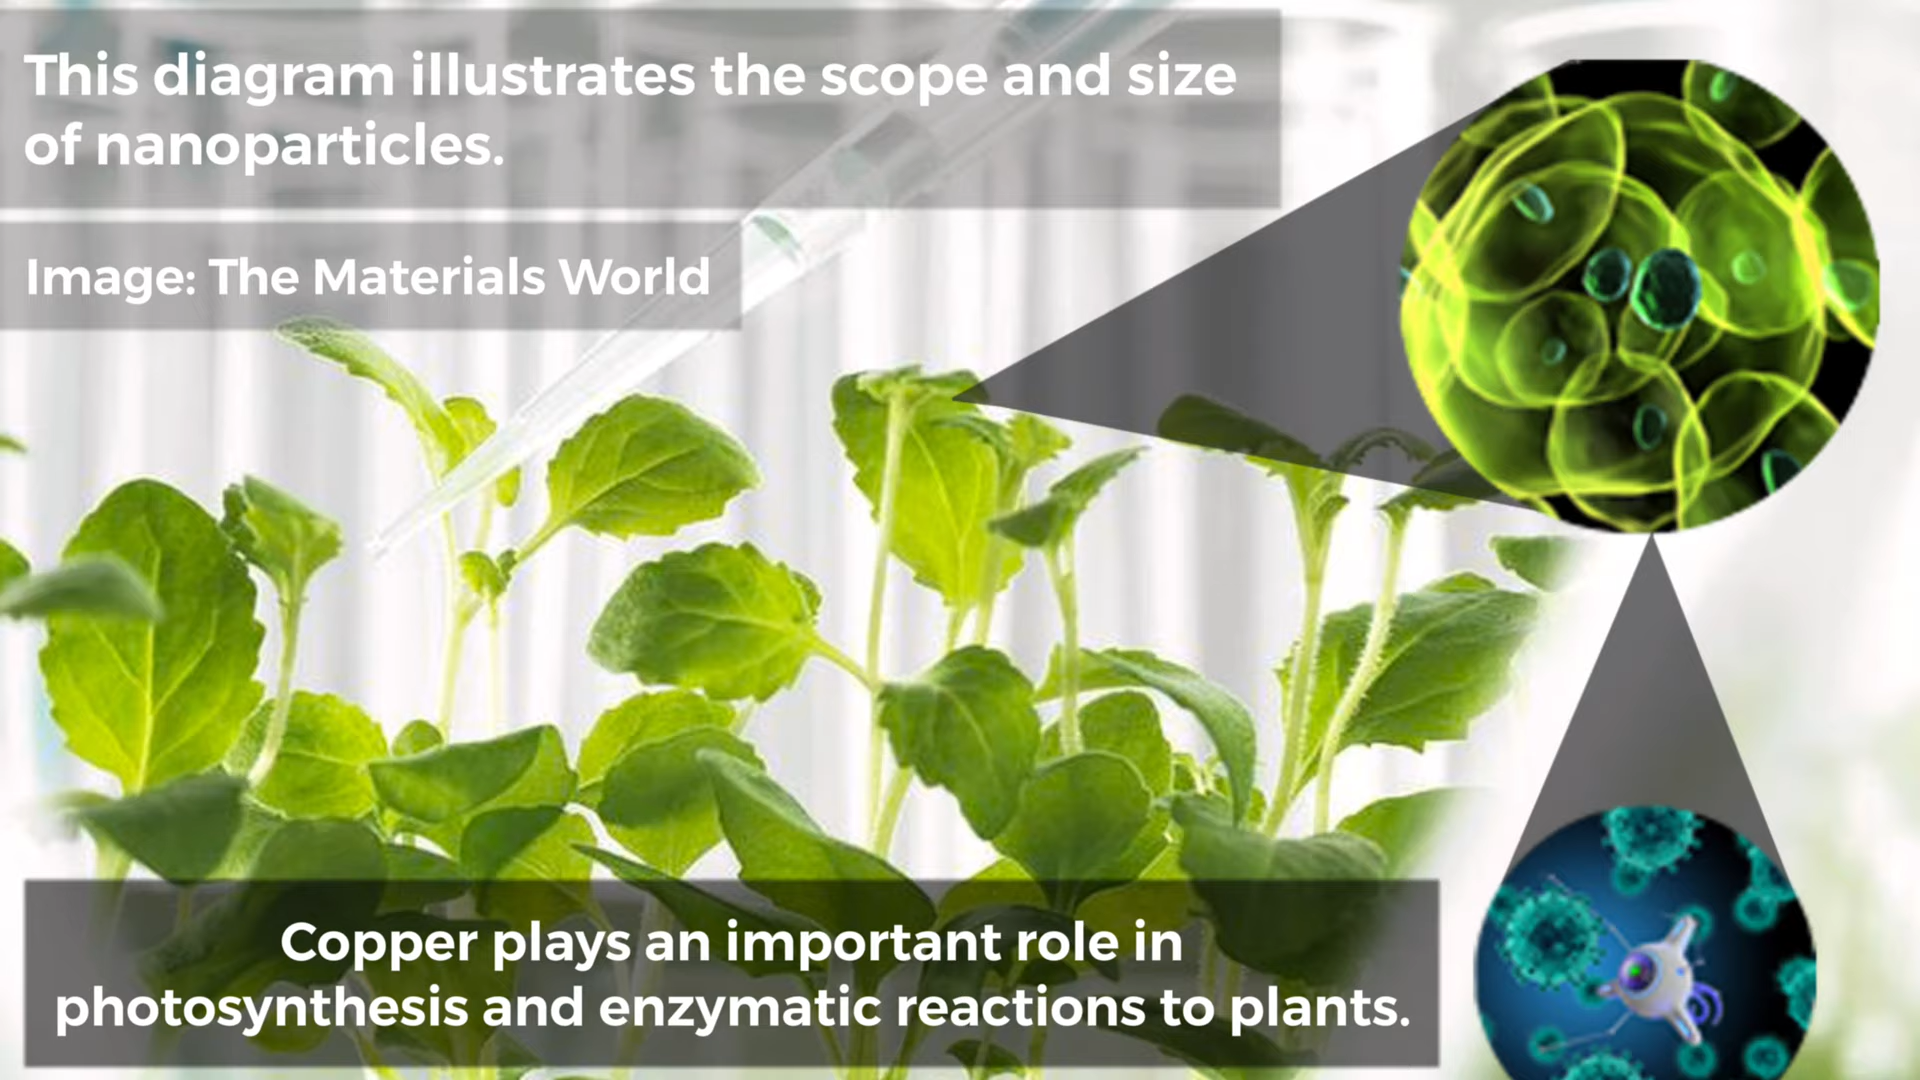 This diagram illustrates the scope and size
of nanoparticles.
Image: The Materials World
Copper plays an important role in
photosynthesis and enzymatic reactions to plants.